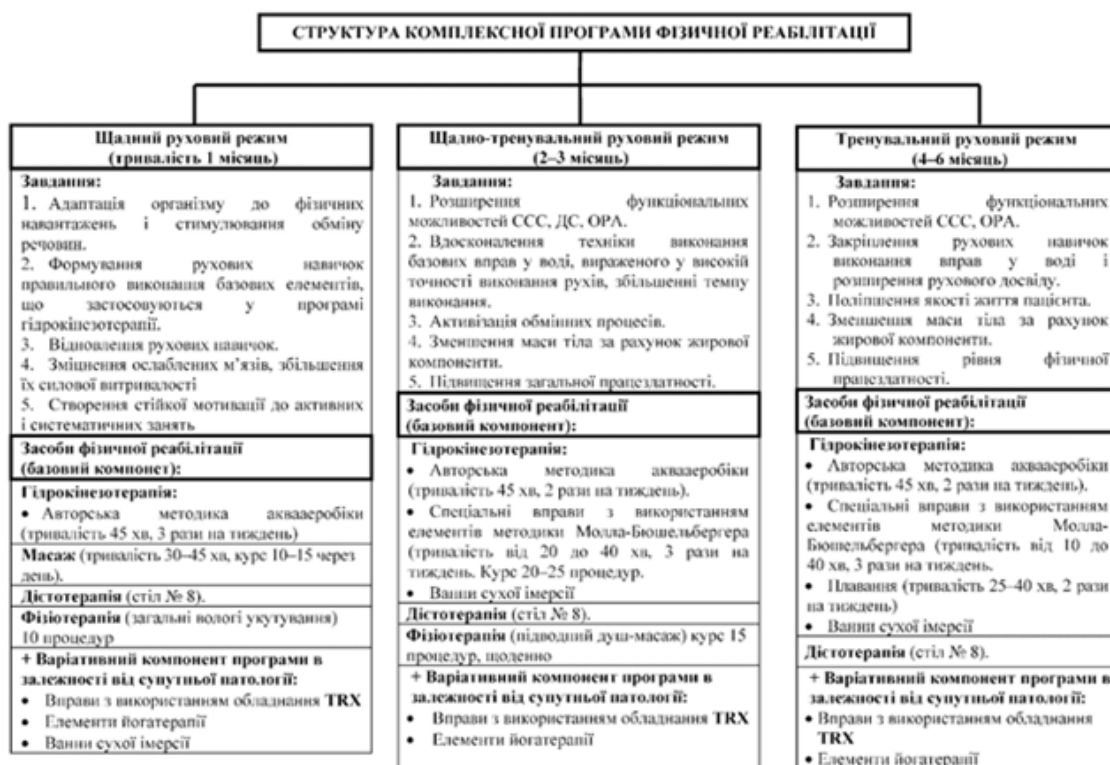 СТРУКТУРА КОМПЛЕКСНОЇ ПРОГРАМИ ФІЗИЧНОЇ РЕАБІЛІТАЦІЇ
Щадний руховий режим
(тривалість 1 місяць)
Завдання:
1. Адаптація організму до фізичних
навантажень і стимулювання обміну
речовин.
2. Формування рухових навичок
правильного виконання базових елементів,
що застосовуються у програмі
гідрокінезотерапії.
3. Відновлення рухових навичок.
4. Зміцнення ослаблених м’язів, збільшення
їх силової витривалості
5. Створення стійкої мотивації до активних
і систематичних занять
Засоби фізичної реабілітації
(базовий компонет):
Гідрокінезотерапія:
• Авторська методика аквааеробіки
(тривалість 45 хв, 3 рази на тиждень)
Масаж (тривалість 30–45 хв, курс 10–15 через
день).
Дієтотерапія (стіл № 8).
Фізіотерапія (загальні вологі укутування)
10 процедур
+ Варіативний компонент програми в
залежності від супутньої патології:
• Вправи з використанням обладнання TRX
• Елементи йогатерапії
• Ванни сухої імерсії
Щадно-тренувальний руховий режим
(2–3 місяць)
Завдання:
1. Розширення функціональних
можливостей ССС, ДС, ОРА.
2. Вдосконалення техніки виконання
базових вправ у воді, вираженого у високій
точності виконання рухів, збільшенні темпу
виконання.
3. Активізація обмінних процесів.
4. Зменшення маси тіла за рахунок жирової
компоненти.
5. Підвищення загальної працездатності.
Засоби фізичної реабілітації
(базовий компонент):
Гідрокінезотерапія:
• Авторська методика аквааеробіки
(тривалість 45 хв, 2 рази на тиждень).
• Спеціальні вправи з використанням
елементів методики Молла-Бюшельбергера
(тривалість від 20 до 40 хв, 3 рази на
тиждень. Курс 20–25 процедур.
• Ванни сухої імерсії
Дієтотерапія (стіл № 8).
Фізіотерапія (підводний душ-масаж) курс 15
процедур, щоденно
+ Варіативний компонент програми в
залежності від супутньої патології:
• Вправи з використанням обладнання TRX
• Елементи йогатерапії
Тренувальний руховий режим
(4–6 місяць)
Завдання:
1. Розширення функціональних
можливостей ССС, ОРА.
2. Закріплення рухових навичок
виконання вправ у воді і
розширення рухового досвіду.
3. Поліпшення якості життя пацієнта.
4. Зменшення маси тіла за рахунок
жирової компоненти.
5. Підвищення рівня фізичної
працездатності.
Засоби фізичної реабілітації
(базовий компонент):
Гідрокінезотерапія:
• Авторська методика аквааеробіки
(тривалість 45 хв, 2 рази на тиждень).
• Спеціальні вправи з використанням
елементів методики Молла-
Бюшельбергера (тривалість від 10 до
40 хв, 3 рази на тиждень.
• Плавання (тривалість 25–40 хв, 2 рази
на тиждень)
• Ванни сухої імерсії
Дієтотерапія (стіл № 8).
+ Варіативний компонент програми в
залежності від супутньої патології:
• Вправи з використанням обладнання
TRX
• Елементи йогатерапії